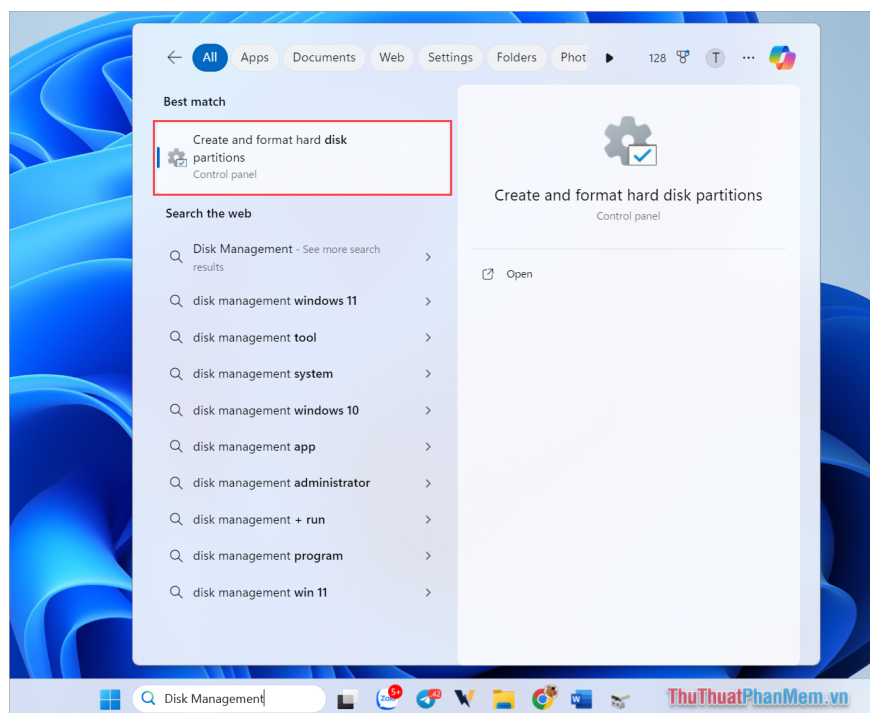 All Apps Documents Web Settings Folders Phot 128 T ...
Best match
Create and format hard disk
partitions
Control panel
Search the web
Disk Management - See more search
results
disk management windows 11
disk management tool
disk management system
disk management windows 10
disk management app
disk management administrator
disk management + run
disk management program
disk management win 11
Create and format hard disk partitions
Control panel
Open
Disk Management
Zalo
5+
42
W
ThuThuatPhanMem.vn